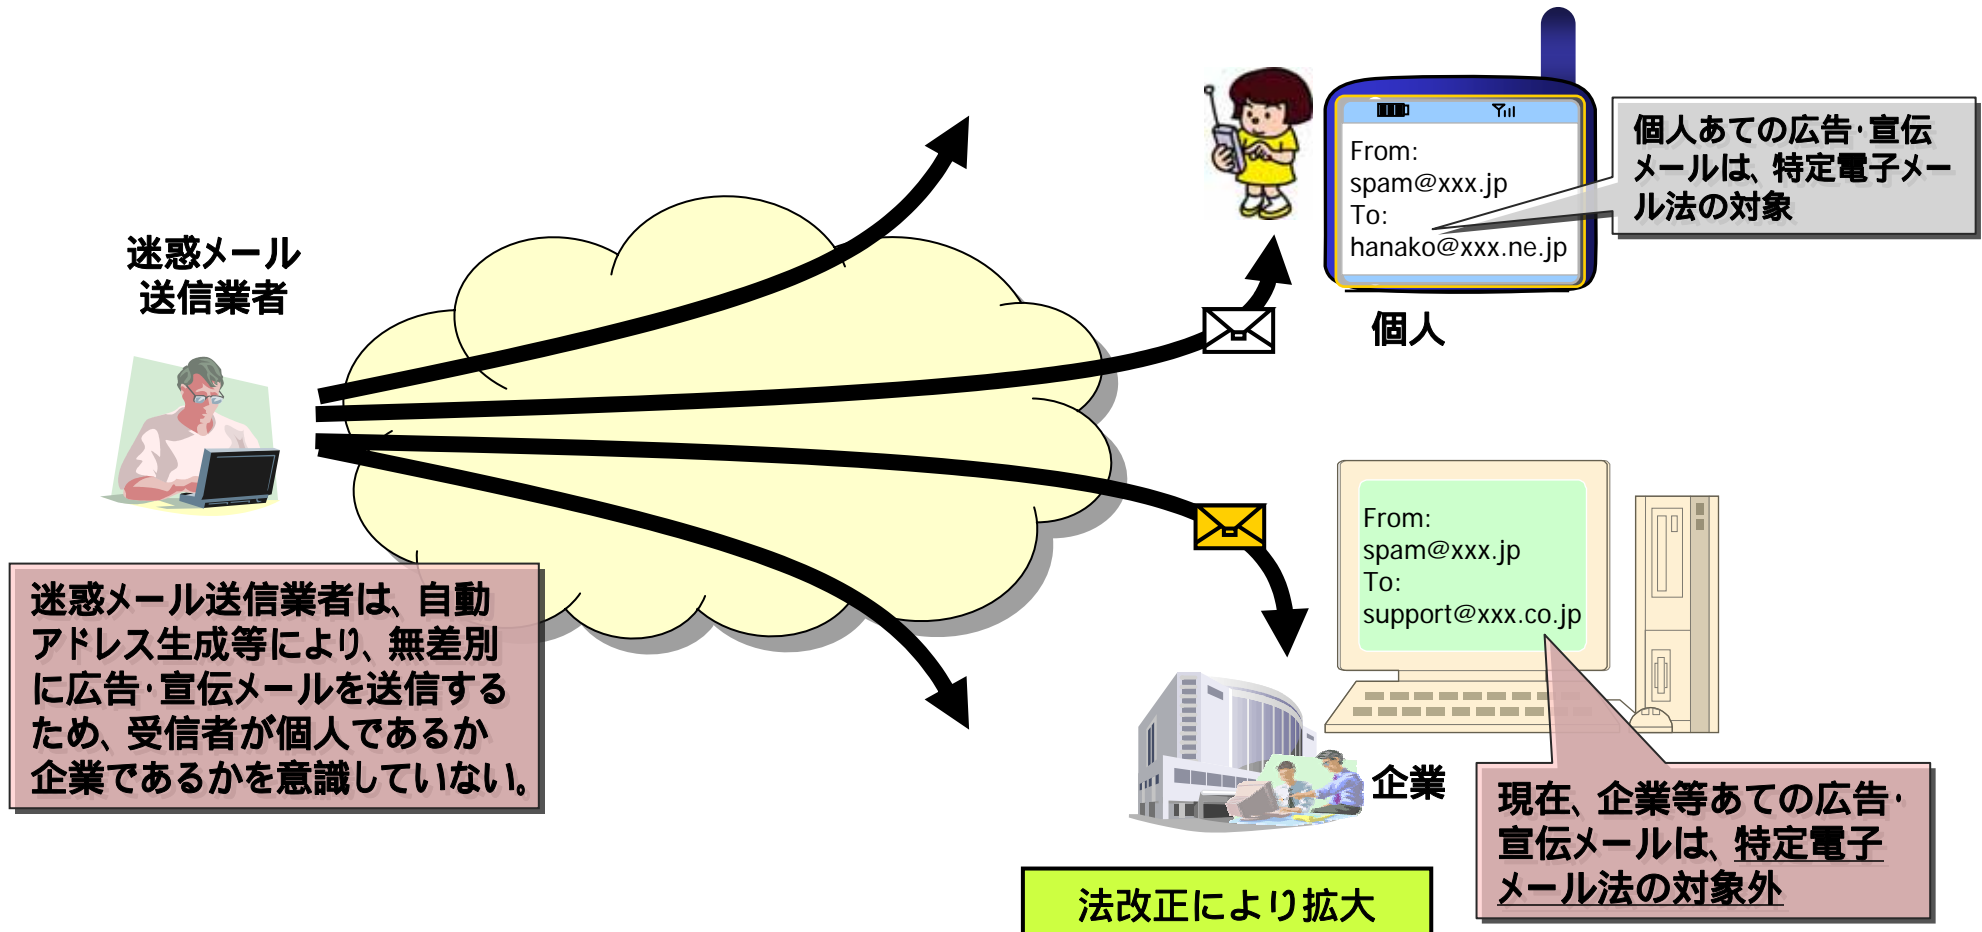 迷惑メール
送信業者
From:
spam@xxx.jp
To:
hanako@xxx.ne.jp
個人あての広告・宣伝
メールは、特定電子メー
ル法の対象
個人
迷惑メール送信業者は、自動
アドレス生成等により、無差別
に広告・宣伝メールを送信する
ため、受信者が個人であるか
企業であるかを意識していない。
From:
spam@xxx.jp
To:
support@xxx.co.jp
企業
現在、企業等あての広告・
宣伝メールは、特定電子
メール法の対象外
法改正により拡大